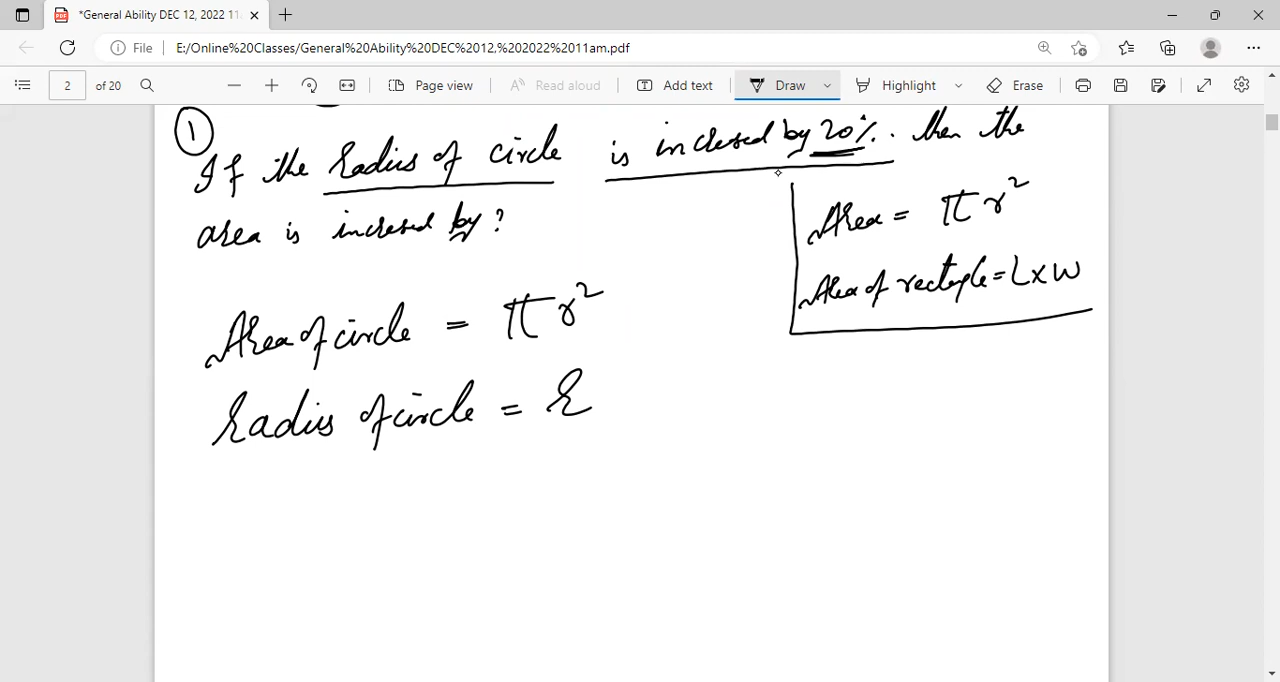 *General Ability DEC 12, 2022 11
File E:/Online%20Classes/General%20Ability%20DEC%2012,%202022%2011am.pdf
2 of 20 Page view Read aloud Add text Draw Highlight Erase
1
If the Radius of circle is incresed by 20%. then the
area is incresed by?
Area = πr²
Area of rectagle = L x W
Area of circle = πr²
Radius of circle = r